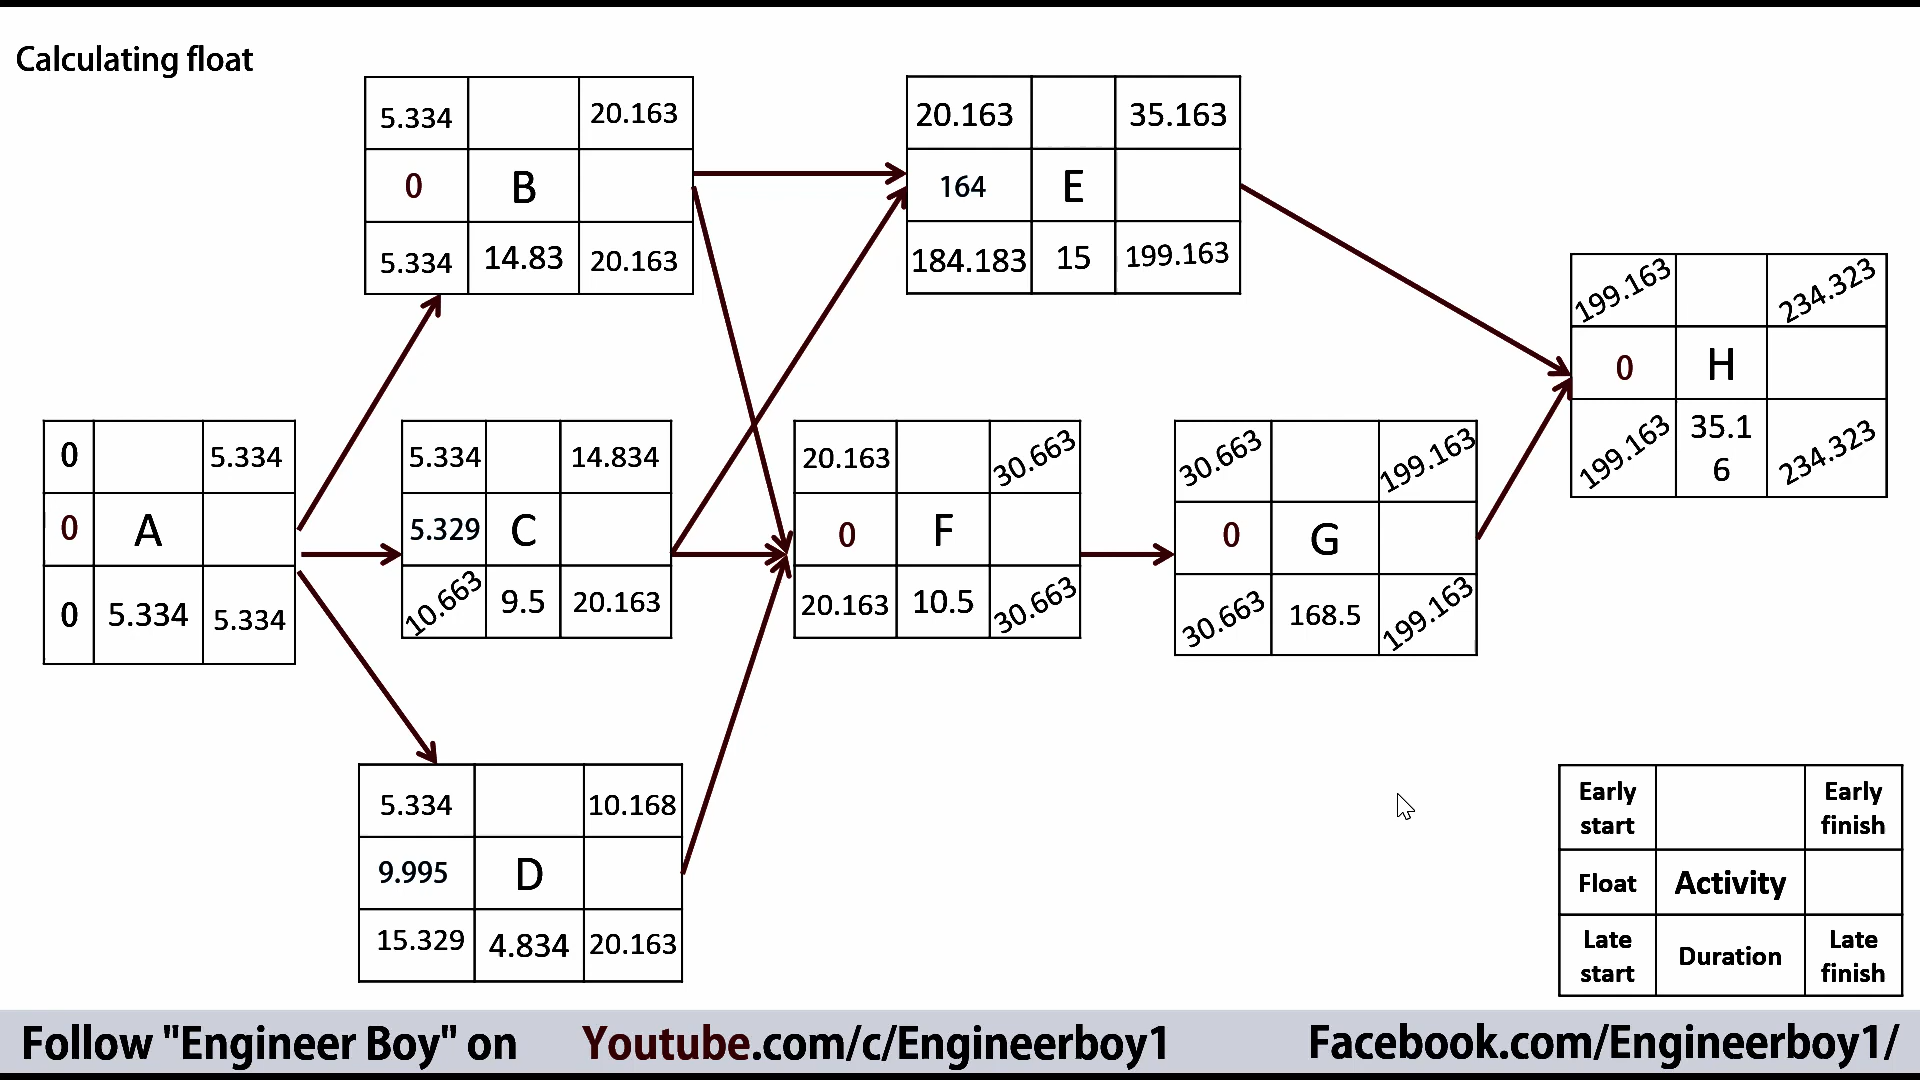 Calculating float
5.334 20.163
0 B
5.334 14.83 20.163
20.163 35.163
164 E
184.183 15 199.163
199.163 234.323
0 H
199.163 35.1
6 234.323
0 5.334
0 A
0 5.334 5.334
5.334 14.834
5.329 C
10.663 9.5 20.163
20.163 30.663
0 F
20.163 10.5 30.663
30.663 199.163
0 G
30.663 168.5 199.163
5.334 10.168
9.995 D
15.329 4.834 20.163
Early
start
Early
finish
Float Activity
Late
start
Duration
Late
finish
Follow "Engineer Boy" on Youtube.com/c/Engineerboy1 Facebook.com/Engineerboy1/